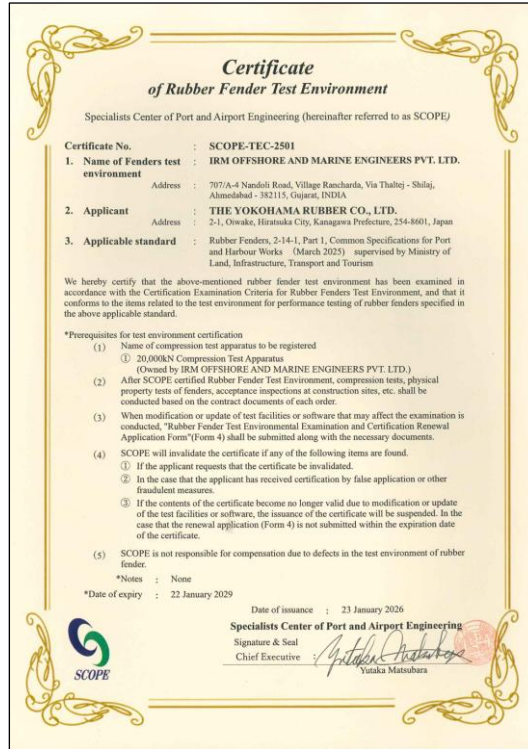 Certificate
of Rubber Fender Test Environment
Specialists Center of Port and Airport Engineering (hereinafter referred to as SCOPE)
Certificate No. : SCOPE-TEC-2501
1. Name of Fenders test : IRM OFFSHORE AND MARINE ENGINEERS PVT. LTD.
environment
Address : 707/A-4 Nandoli Road, Village Rancharda, Via Thaltej - Shilaj,
Ahmedabad - 382115, Gujarat, INDIA
2. Applicant : THE YOKOHAMA RUBBER CO., LTD.
Address : 2-1, Oiwake, Hiratsuka City, Kanagawa Prefecture, 254-8601, Japan
3. Applicable standard : Rubber Fenders, 2-14-1, Part 1, Common Specifications for Port
and Harbour Works (March 2025) supervised by Ministry of
Land, Infrastructure, Transport and Tourism
We hereby certify that the above-mentioned rubber fender test environment has been examined in
accordance with the Certification Examination Criteria for Rubber Fenders Test Environment, and that it
conforms to the items related to the test environment for performance testing of rubber fenders specified in
the above applicable standard.
*Prerequisites for test environment certification
(1) Name of compression test apparatus to be registered
① 20,000kN Compression Test Apparatus
(Owned by IRM OFFSHORE AND MARINE ENGINEERS PVT. LTD.)
(2) After SCOPE certified Rubber Fender Test Environment, compression tests, physical
property tests of fenders, acceptance inspections at construction sites, etc. shall be
conducted based on the contract documents of each order.
(3) When modification or update of test facilities or software that may affect the examination is
conducted, "Rubber Fender Test Environmental Examination and Certification Renewal
Application Form"(Form 4) shall be submitted along with the necessary documents.
(4) SCOPE will invalidate the certificate if any of the following items are found.
① If the applicant requests that the certificate be invalidated.
② In the case that the applicant has received certification by false application or other
fraudulent measures.
③ If the contents of the certificate become no longer valid due to modification or update
of the test facilities or software, the issuance of the certificate will be suspended. In the
case that the renewal application (Form 4) is not submitted within the expiration date
of the certificate.
(5) SCOPE is not responsible for compensation due to defects in the test environment of rubber
fender.
*Notes : None
*Date of expiry : 22 January 2029
Date of issuance : 23 January 2026
Specialists Center of Port and Airport Engineering
Signature & Seal
Chief Executive : Yutaka Matsubara
Yutaka Matsubara
SCOPE